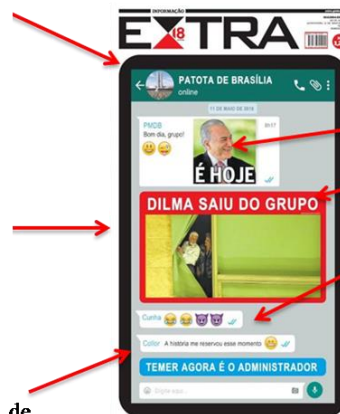 INFORMAÇÃO
EXTRA
18
PATOTA DE BRASÍLIA
online
11 DE MAIO DE 2016
PMDB
Bom dia, grupo!
É HOJE
DILMA SAIU DO GRUPO
Cunha
Collor A história me reservou esse momento
TEMER AGORA É O ADMINISTRADOR
de